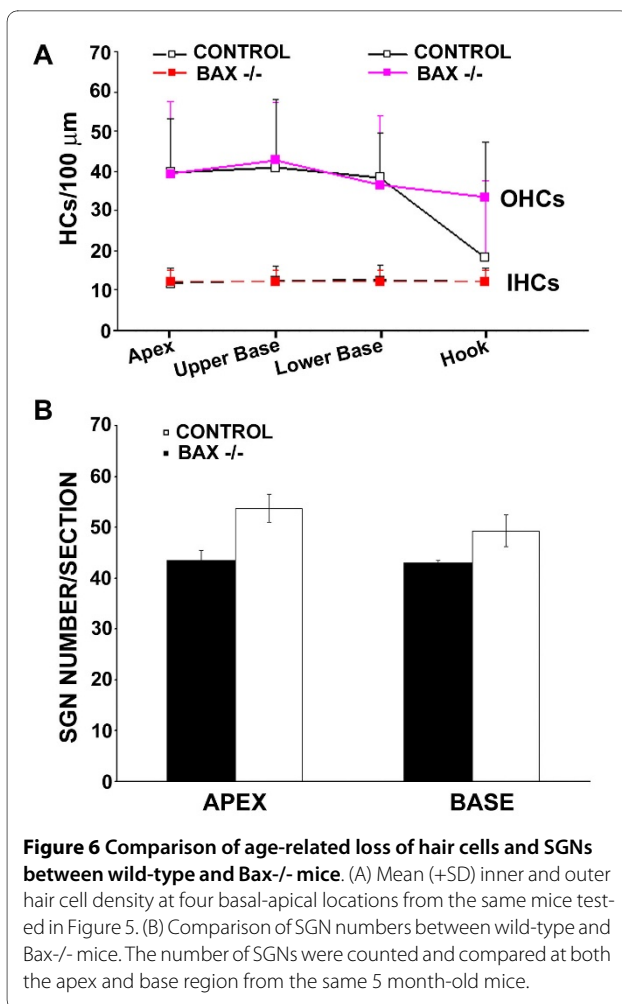 A
CONTROL CONTROL
BAX -/- BAX -/-
HCs/100 μm
70
60
50
40
30
20
10
0
OHCs
IHCs
Apex Upper Base Lower Base Hook
B
CONTROL
BAX -/-
SGN NUMBER/SECTION
70
60
50
40
30
20
10
0
APEX BASE
Figure 6 Comparison of age-related loss of hair cells and SGNs
between wild-type and Bax-/- mice. (A) Mean (+SD) inner and outer
hair cell density at four basal-apical locations from the same mice test-
ed in Figure 5. (B) Comparison of SGN numbers between wild-type and
Bax-/- mice. The number of SGNs were counted and compared at both
the apex and base region from the same 5 month-old mice.